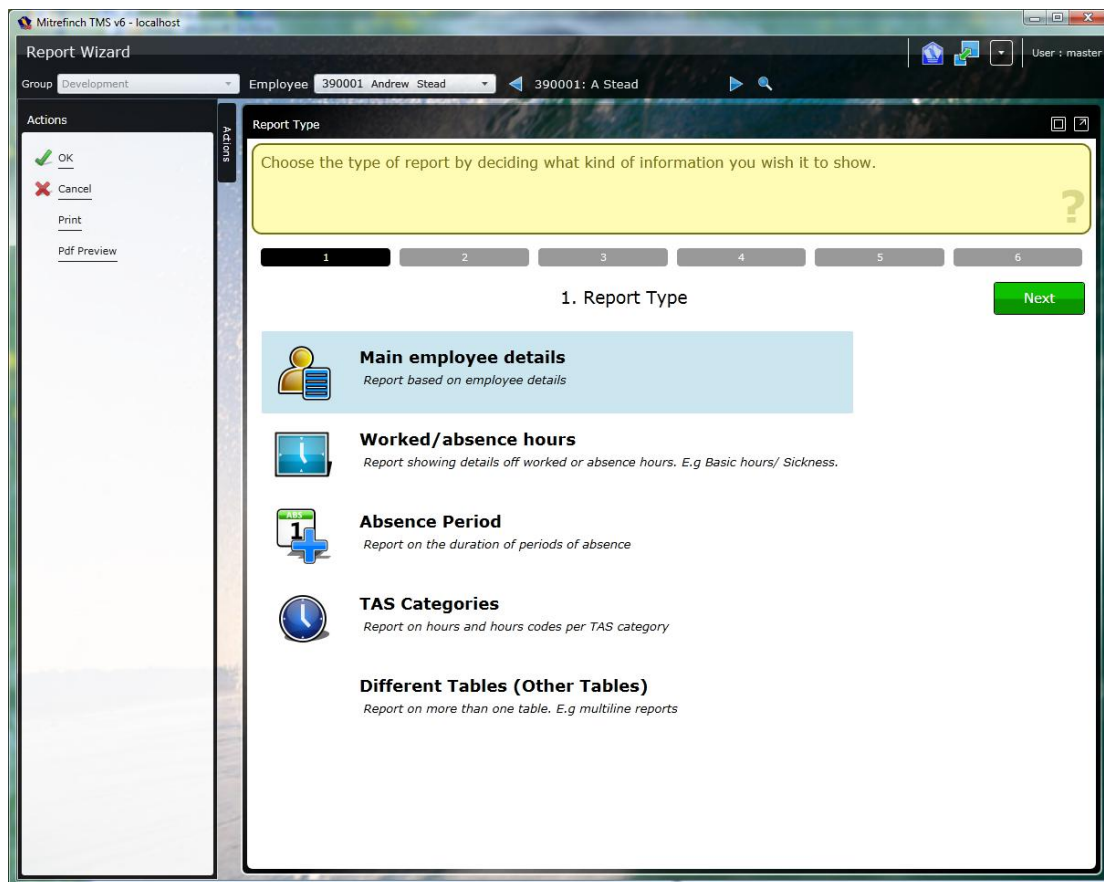 Mitrefinch TMS v6 - localhost
Report Wizard
User : master
Group Development Employee 390001 Andrew Stead 390001: A Stead
Actions
OK
Cancel
Print
Pdf Preview
Actions
Report Type
Choose the type of report by deciding what kind of information you wish it to show.
?
1 2 3 4 5 6
1. Report Type
Next
Main employee details
Report based on employee details
Worked/absence hours
Report showing details off worked or absence hours. E.g Basic hours/ Sickness.
ABS
1
Absence Period
Report on the duration of periods of absence
TAS Categories
Report on hours and hours codes per TAS category
Different Tables (Other Tables)
Report on more than one table. E.g multiline reports